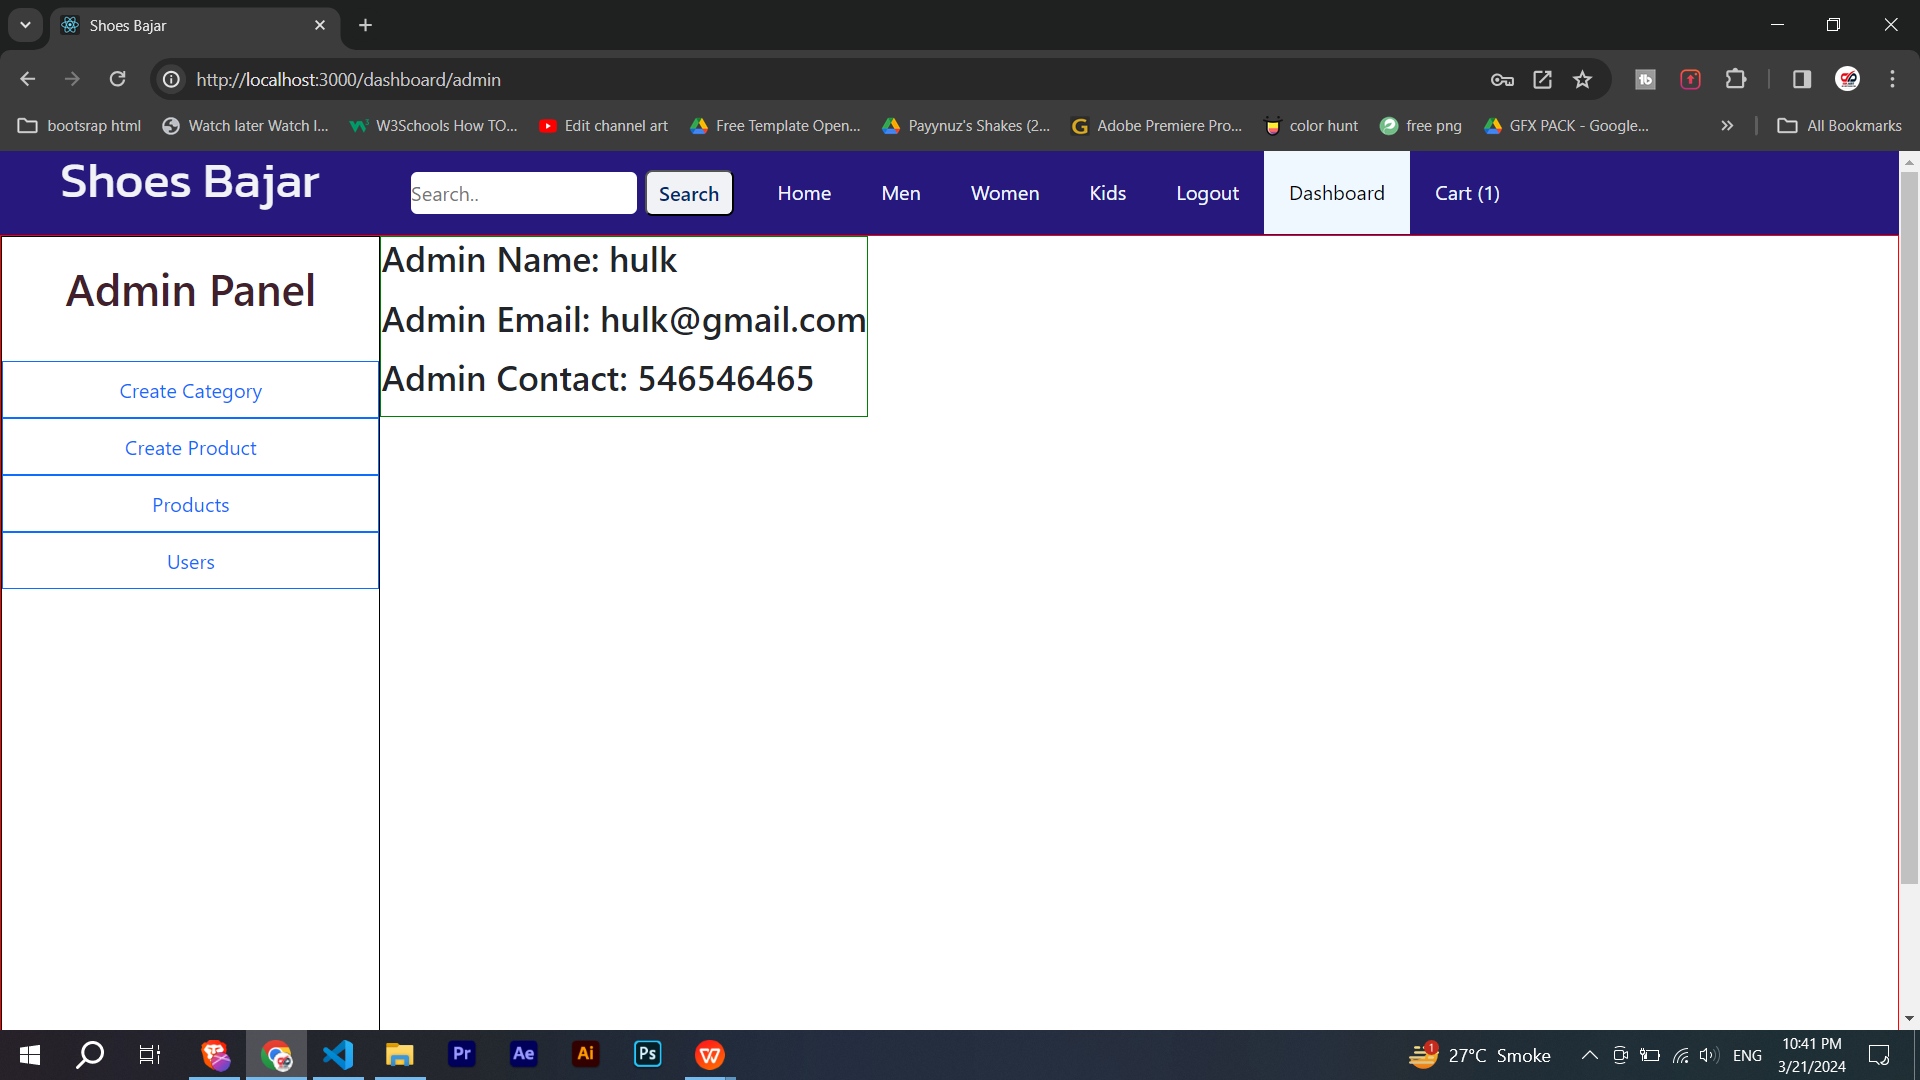 Shoes Bajar
http://localhost:3000/dashboard/admin
bootsrap html
Watch later Watch l...
W3Schools How TO...
Edit channel art
Free Template Open...
Payynuz's Shakes (2...
Adobe Premiere Pro...
color hunt
free png
GFX PACK - Google...
All Bookmarks
Shoes Bajar
Search..
Search
Home
Men
Women
Kids
Logout
Dashboard
Cart (1)
Admin Panel
Create Category
Create Product
Products
Users
Admin Name: hulk
Admin Email: hulk@gmail.com
Admin Contact: 546546465
Pr
Ae
Ai
Ps
1
27°C Smoke
ENG
10:41 PM
3/21/2024